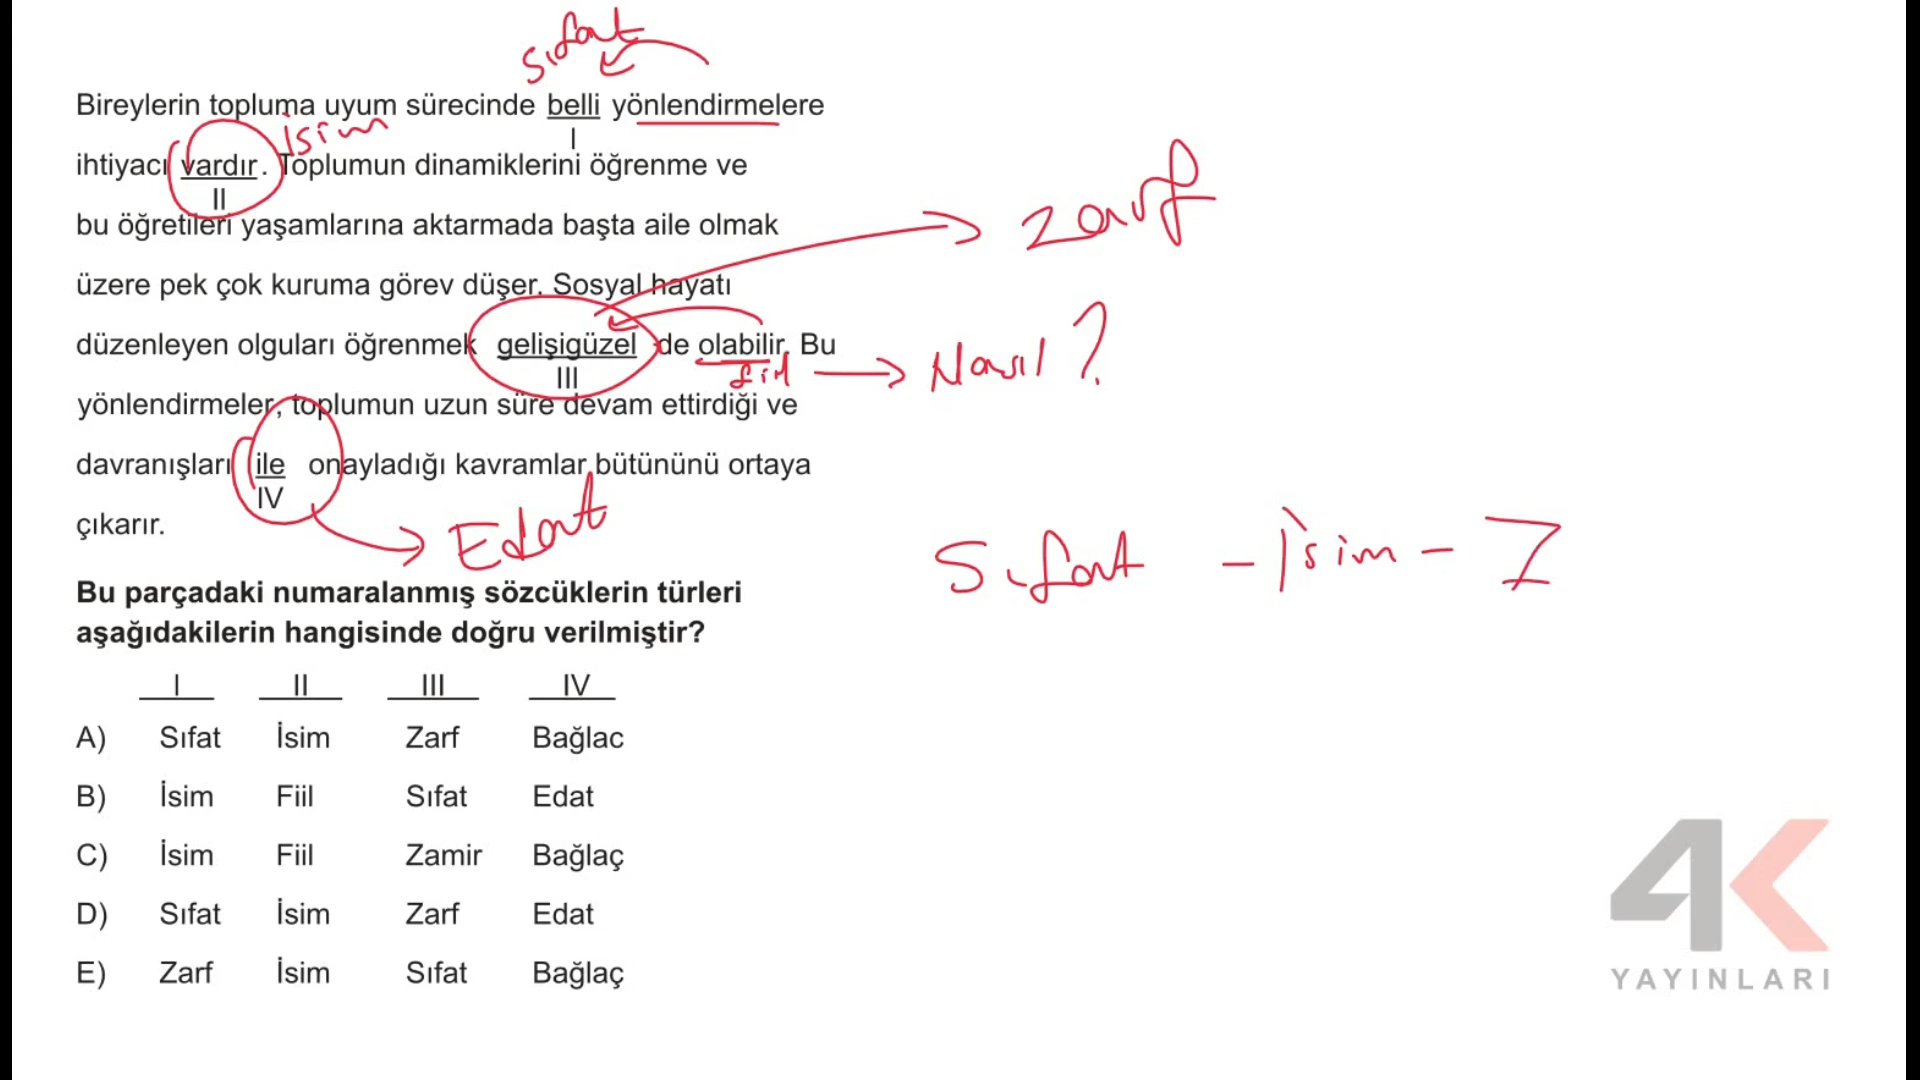 sıfat
Bireylerin topluma uyum sürecinde belli yönlendirmelere
I
isim
ihtiyacı vardır. Toplumun dinamiklerini öğrenme ve
II
bu öğretileri yaşamlarına aktarmada başta aile olmak
zarf
üzere pek çok kuruma görev düşer. Sosyal hayatı
düzenleyen olguları öğrenmek gelişigüzel de olabilir. Bu
III
fiil
Nasıl ?
yönlendirmeler, toplumun uzun süre devam ettirdiği ve
davranışları ile onayladığı kavramlar bütününü ortaya
IV
çıkarır.
Edat
Sıfat - İsim - Z
Bu parçadaki numaralanmış sözcüklerin türleri
aşağıdakilerin hangisinde doğru verilmiştir?
I II III IV
A) Sıfat İsim Zarf Bağlac
B) İsim Fiil Sıfat Edat
C) İsim Fiil Zamir Bağlaç
D) Sıfat İsim Zarf Edat
E) Zarf İsim Sıfat Bağlaç
4K
YAYINLARI